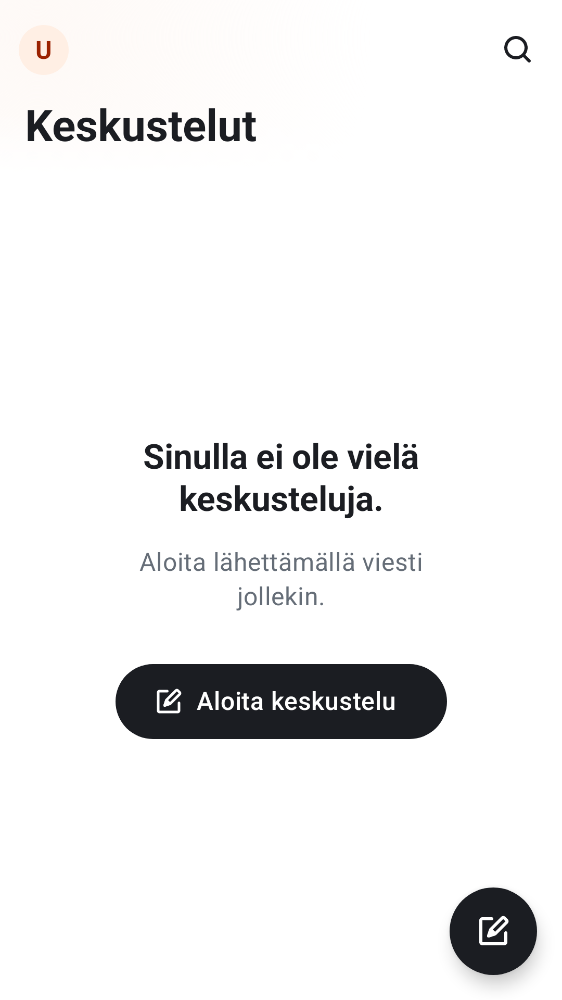 U
Keskustelut
Sinulla ei ole vielä
keskusteluja.
Aloita lähettämällä viesti
jollekin.
Aloita keskustelu